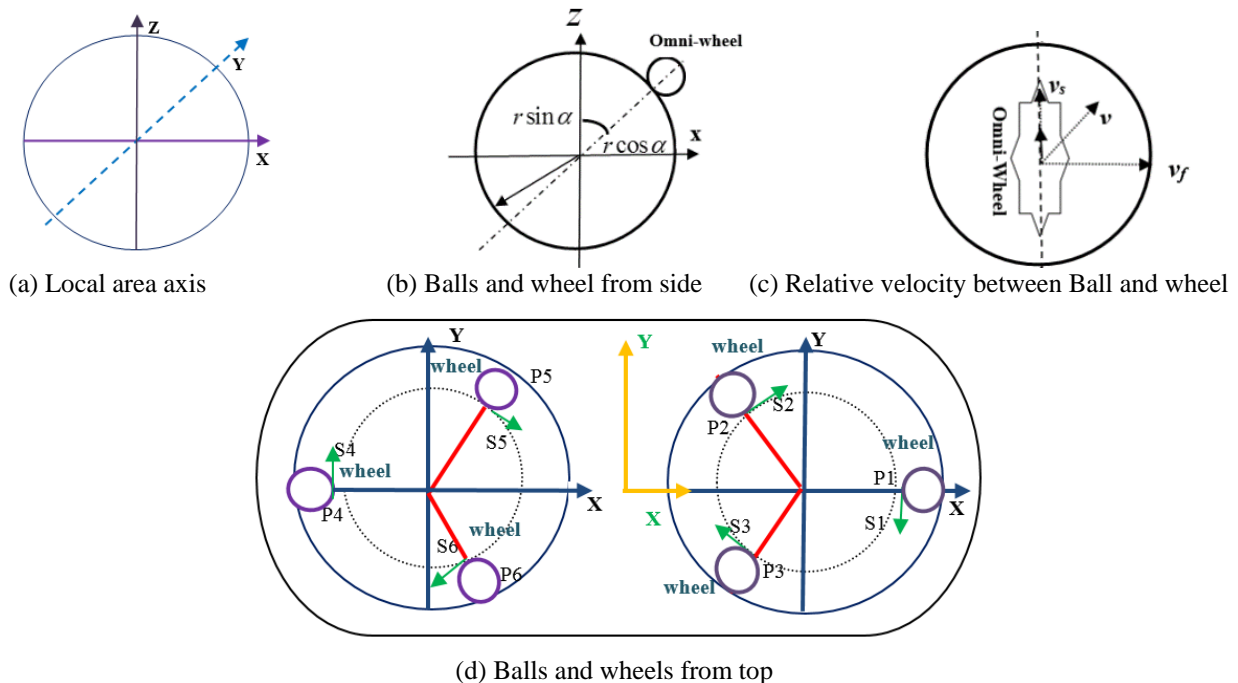 Z
Y
X
(a) Local area axis
Z
Omni-wheel
r sin α
r cos α
x
(b) Balls and wheel from side
v_s
v
v_f
Omni-Wheel
(c) Relative velocity between Ball and wheel
Y
wheel
P5
S5
S4
wheel
P4
X
wheel
S6
P6
Y
X
Y
wheel
S2
P2
wheel
P1
X
S1
S3
P3
wheel
(d) Balls and wheels from top